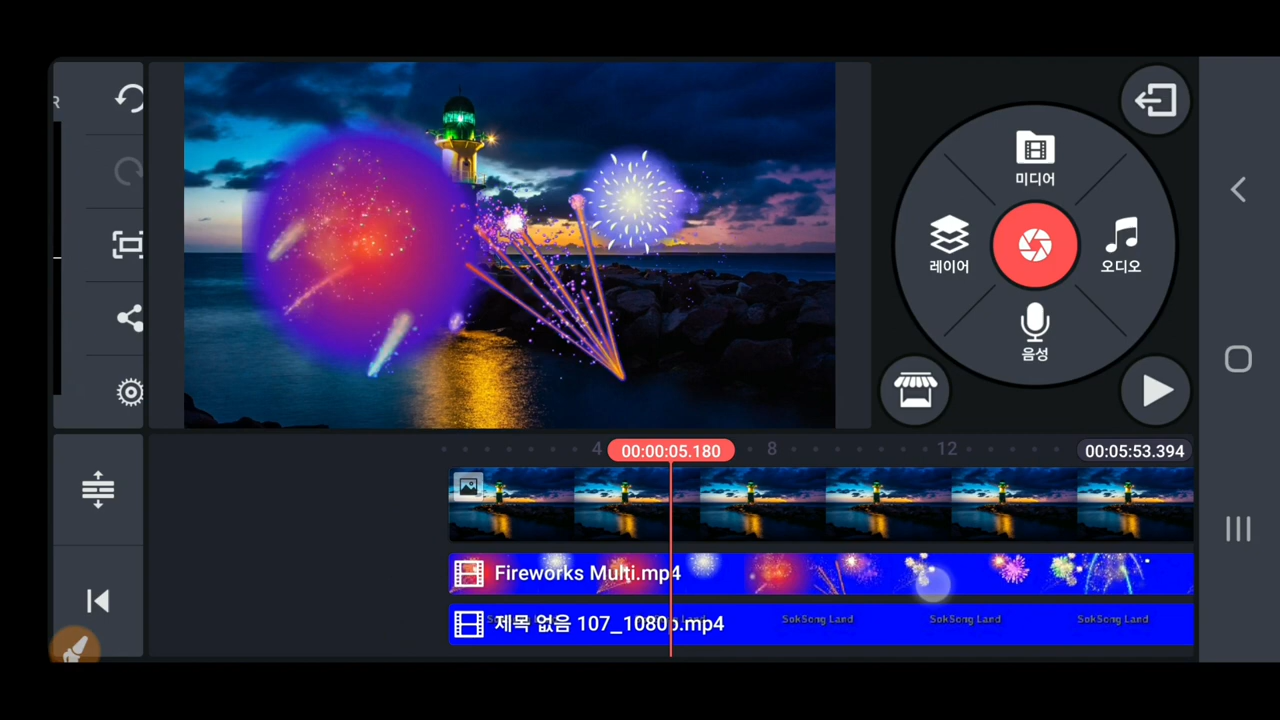 R
미디어
레이어
오디오
음성
4
00:00:05.180
8
12
00:05:53.394
Fireworks Multi.mp4
제목 없음 107_1080p.mp4
SokSong Land
SokSong Land
SokSong Land